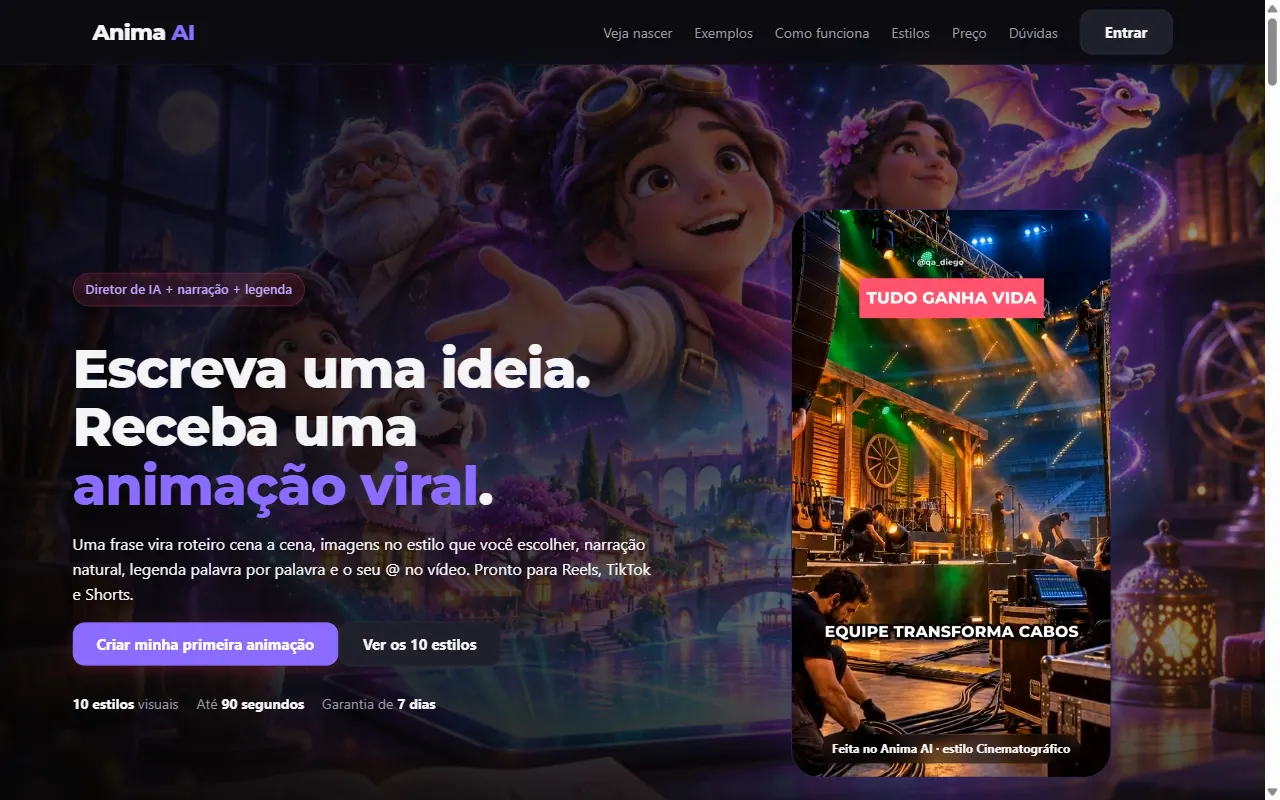 Anima AI
Veja nascer
Exemplos
Como funciona
Estilos
Preço
Dúvidas
Entrar
Diretor de IA + narração + legenda
Escreva uma ideia.
Receba uma
animação viral.
Uma frase vira roteiro cena a cena, imagens no estilo que você escolher, narração
natural, legenda palavra por palavra e o seu @ no vídeo. Pronto para Reels, TikTok
e Shorts.
Criar minha primeira animação
Ver os 10 estilos
10 estilos visuais
Até 90 segundos
Garantia de 7 dias
@qa_diego
TUDO GANHA VIDA
EQUIPE TRANSFORMA CABOS
Feita no Anima AI · estilo Cinematográfico